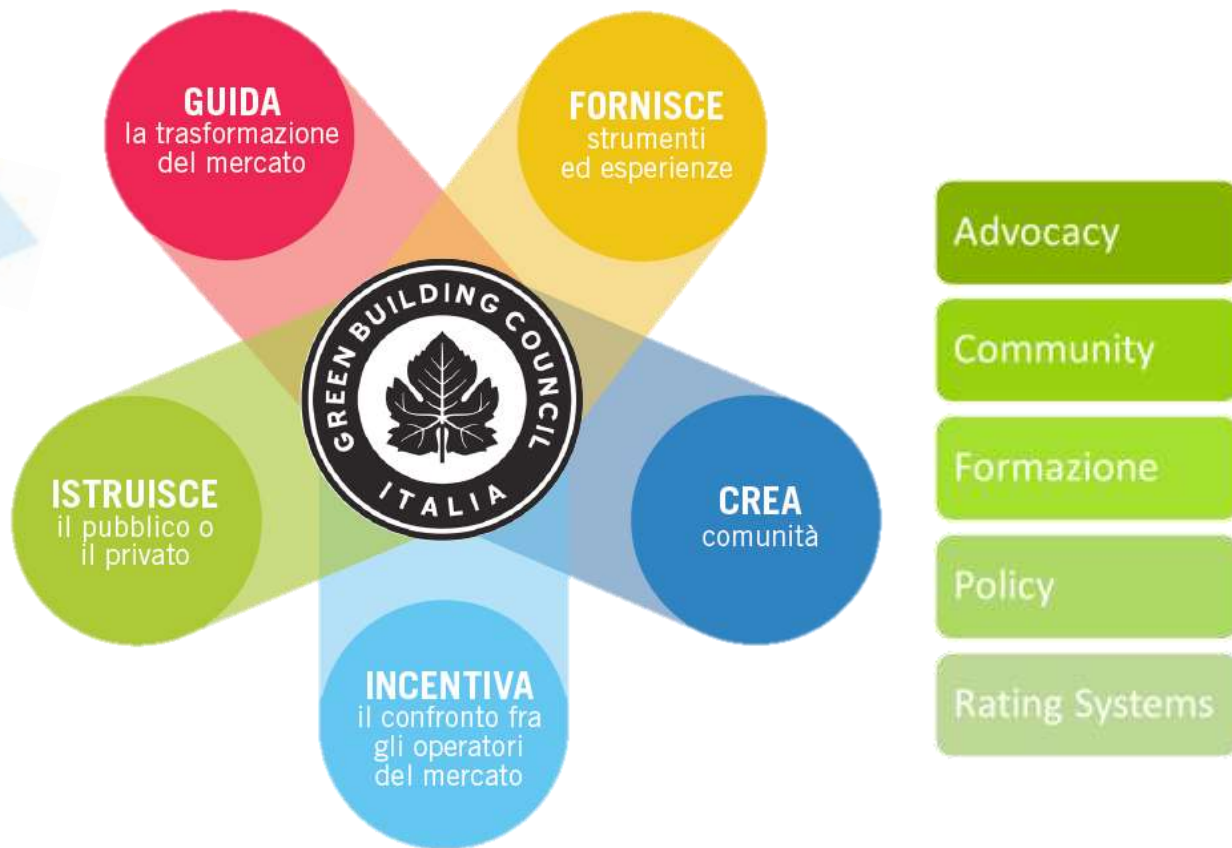 GUIDA
la trasformazione
del mercato
FORNISCE
strumenti
ed esperienze
GREEN BUILDING COUNCIL
ITALIA
ISTRUISCE
il pubblico o
il privato
CREA
comunità
INCENTIVA
il confronto fra
gli operatori
del mercato
Advocacy
Community
Formazione
Policy
Rating Systems